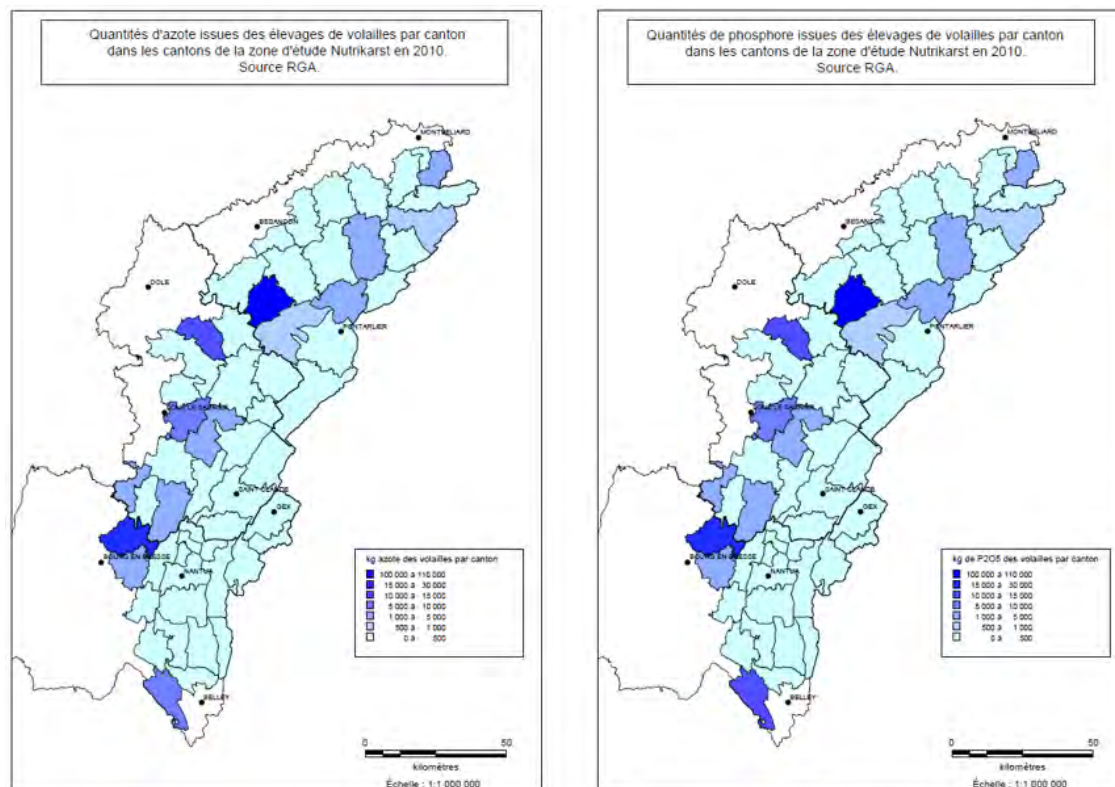 Quantités d'azote issues des élevages de volailles par canton
dans les cantons de la zone d'étude Nutrikarst en 2010.
Source RGA.
MONTBELIARD
BESANCON
DOLE
PONTARLIER
SAINT CLAUDE
GEX
BOURG EN BRESSE
NANTUA
BELLEY
kg azote des volailles par canton
100 000 à 110 000
15 000 à 30 000
10 000 à 15 000
5 000 à 10 000
1 000 à 5 000
500 à 1 000
0 à 500
0 50
kilomètres
Échelle : 1:1 000 000
Quantités de phosphore issues des élevages de volailles par canton
dans les cantons de la zone d'étude Nutrikarst en 2010.
Source RGA.
MONTBELIARD
BESANCON
DOLE
PONTARLIER
SAINT CLAUDE
GEX
BOURG EN BRESSE
NANTUA
BELLEY
kg de P2O5 des volailles par canton
100 000 à 110 000
15 000 à 30 000
10 000 à 15 000
5 000 à 10 000
1 000 à 5 000
500 à 1 000
0 à 500
0 50
kilomètres
Échelle : 1:1 000 000